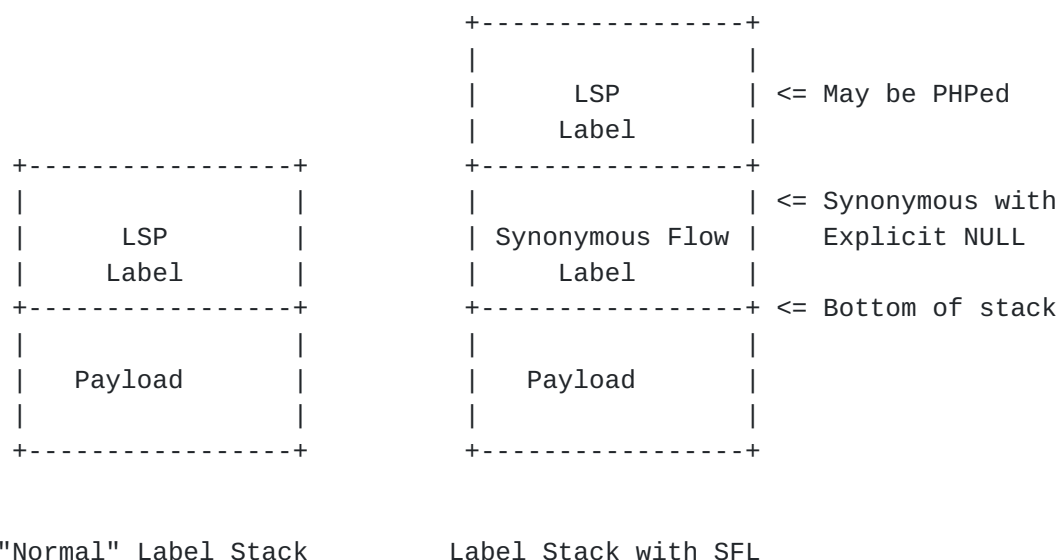 +-----------------+
                              |                 |
                              |       LSP       | <= May be PHPed
                              |      Label      |
+-----------------+           +-----------------+
|                 |           |                 | <= Synonymous with
|       LSP       |           | Synonymous Flow |    Explicit NULL
|      Label      |           |      Label      |
+-----------------+           +-----------------+ <= Bottom of stack
|                 |           |                 |
|    Payload      |           |    Payload      |
|                 |           |                 |
+-----------------+           +-----------------+
"Normal" Label Stack         Label Stack with SFL